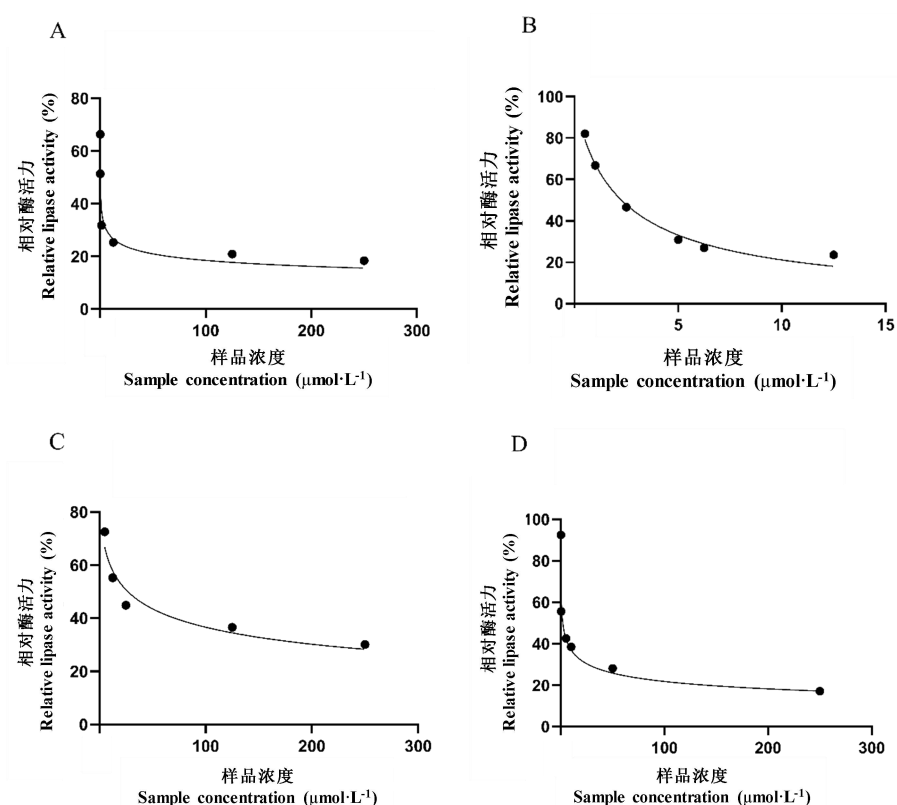 A
80
60
40
20
0
100
200
300
相对酶活力
Relative lipase activity (%)
样品浓度
Sample concentration (μmol·L-1)
B
100
80
60
40
20
0
5
10
15
相对酶活力
Relative lipase activity (%)
样品浓度
Sample concentration (μmol·L-1)
C
80
60
40
20
0
100
200
300
相对酶活力
Relative lipase activity (%)
样品浓度
Sample concentration (μmol·L-1)
D
100
80
60
40
20
0
100
200
300
相对酶活力
Relative lipase activity (%)
样品浓度
Sample concentration (μmol·L-1)